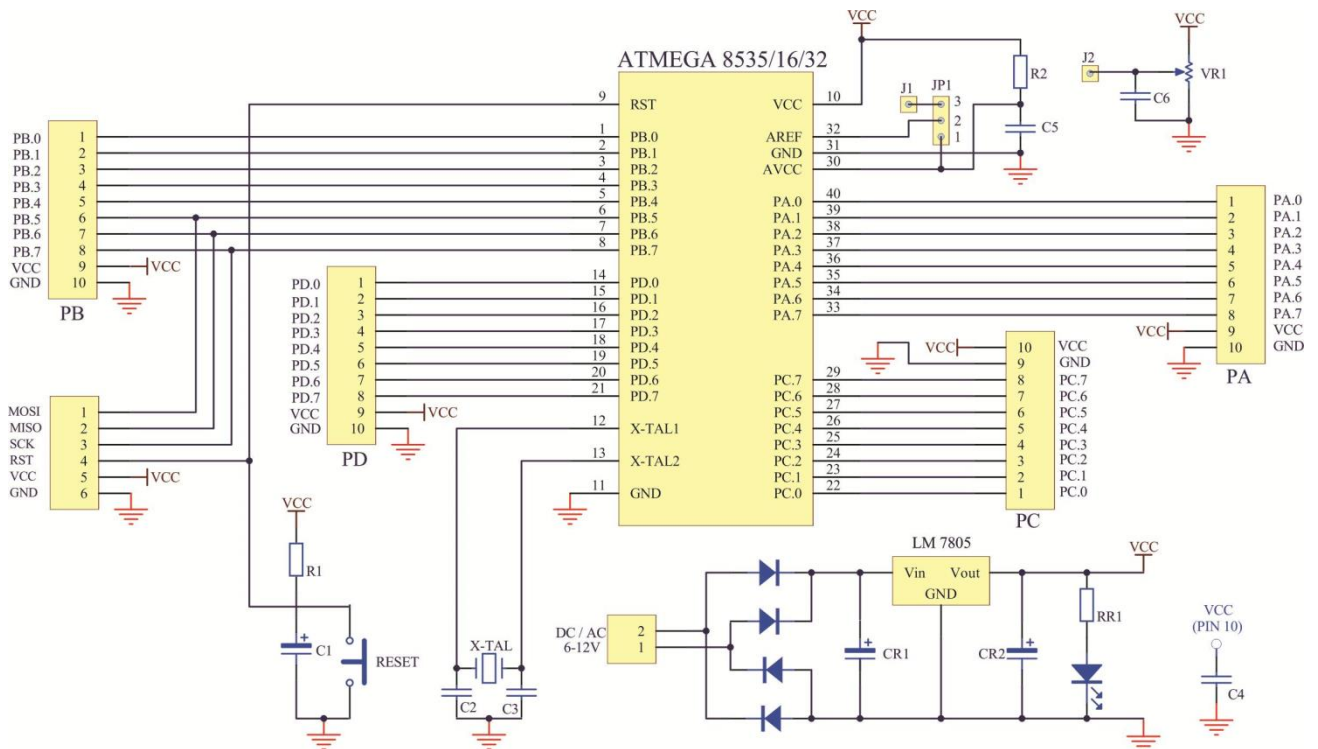 VCC
VCC
ATMEGA 8535/16/32
R2
J2
VR1
J1
JP1
C6
3
2
1
C5
9
RST
VCC
10
1
PB.0
AREF
32
2
PB.1
GND
31
3
PB.2
AVCC
30
4
PB.3
5
PB.4
PA.0
40
6
PB.5
PA.1
39
7
PB.6
PA.2
38
8
PB.7
PA.3
37
PA.4
36
14
PD.0
PA.5
35
15
PD.1
PA.6
34
16
PD.2
PA.7
33
17
PD.3
18
PD.4
19
PD.5
20
PD.6
PC.7
29
21
PD.7
PC.6
28
PC.5
27
12
X-TAL1
PC.4
26
PC.3
25
13
X-TAL2
PC.2
24
PC.1
23
11
GND
PC.0
22
PB.0 1
PB.1 2
PB.2 3
PB.3 4
PB.4 5
PB.5 6
PB.6 7
PB.7 8
VCC 9 VCC
GND 10
PB
PD.0 1
PD.1 2
PD.2 3
PD.3 4
PD.4 5
PD.5 6
PD.6 7
PD.7 8
VCC 9 VCC
GND 10
PD
1 PA.0
2 PA.1
3 PA.2
4 PA.3
5 PA.4
6 PA.5
7 PA.6
8 PA.7
VCC 9 VCC
10 GND
PA
VCC 10 VCC
9 GND
8 PC.7
7 PC.6
6 PC.5
5 PC.4
4 PC.3
3 PC.2
2 PC.1
1 PC.0
PC
MOSI 1
MISO 2
SCK 3
RST 4
VCC 5 VCC
GND 6
VCC
R1
C1
RESET
X-TAL
C2
C3
LM 7805
VCC
Vin
Vout
GND
DC / AC
6-12V
2
1
CR1
CR2
RR1
VCC
(PIN 10)
C4